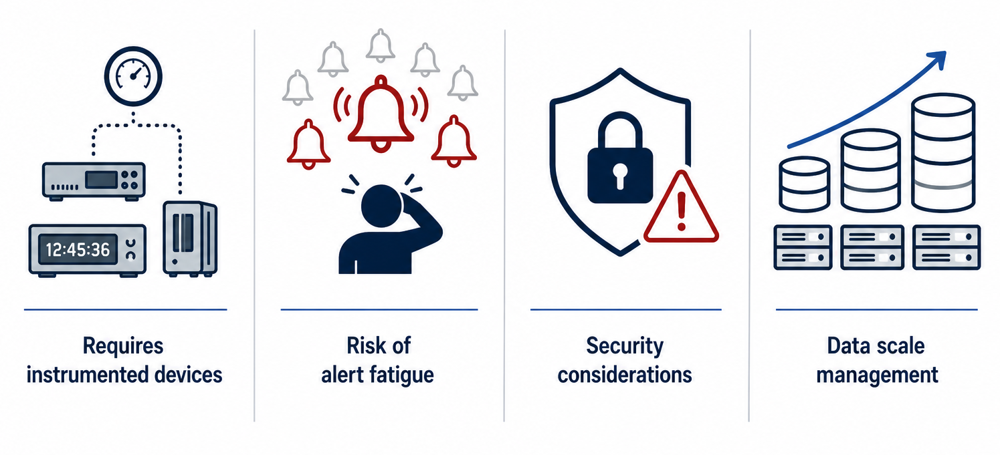 12:45:36
Requires
instrumented devices
Risk of
alert fatigue
Security
considerations
Data scale
management